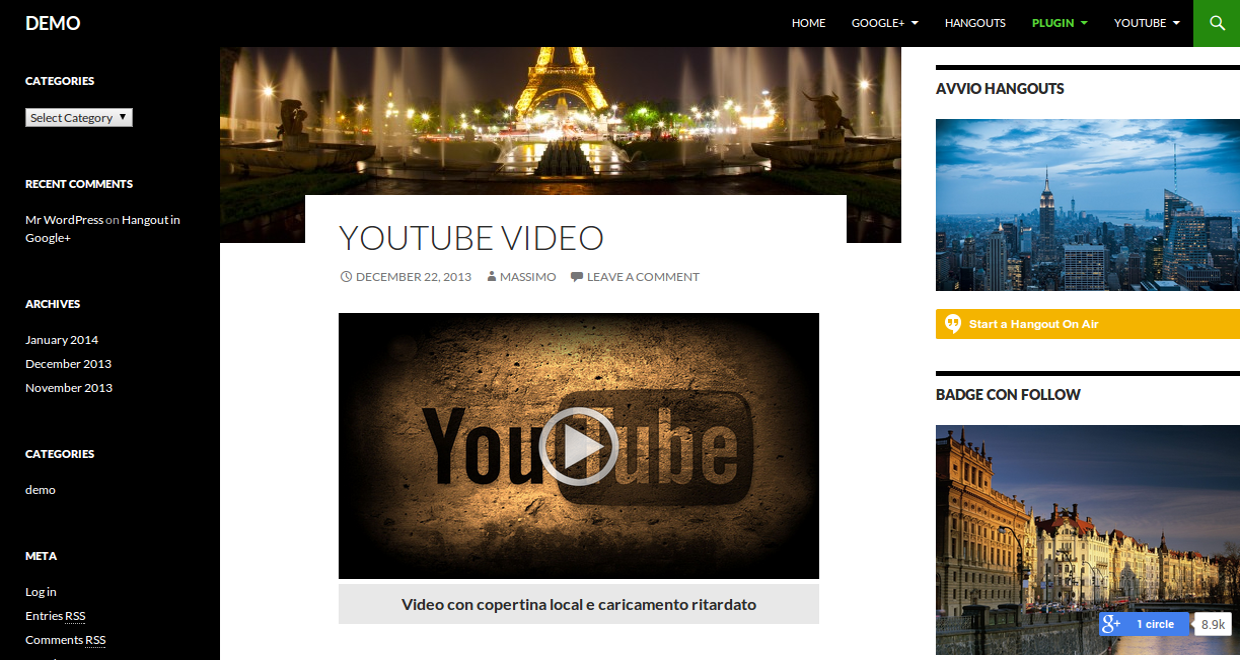 DEMO
HOME
GOOGLE+
HANGOUTS
PLUGIN
YOUTUBE
CATEGORIES
Select Category
RECENT COMMENTS
Mr WordPress on Hangout in
Google+
ARCHIVES
January 2014
December 2013
November 2013
CATEGORIES
demo
META
Log in
Entries RSS
Comments RSS
YOUTUBE VIDEO
DECEMBER 22, 2013
MASSIMO
LEAVE A COMMENT
YouTube
Video con copertina local e caricamento ritardato
AVVIO HANGOUTS
Start a Hangout On Air
BADGE CON FOLLOW
g+ 1 circle
8.9k